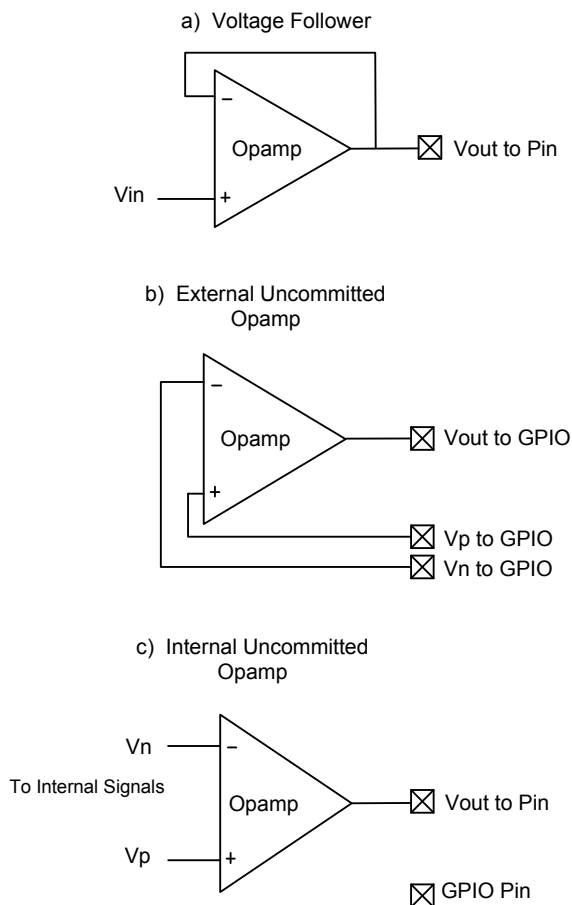 a) Voltage Follower
−
Opamp
Vout to Pin
Vin
+
b) External Uncommitted
Opamp
−
Opamp
Vout to GPIO
+
Vp to GPIO
Vn to GPIO
c) Internal Uncommitted
Opamp
Vn
−
To Internal Signals
Opamp
Vout to Pin
Vp
+
GPIO Pin